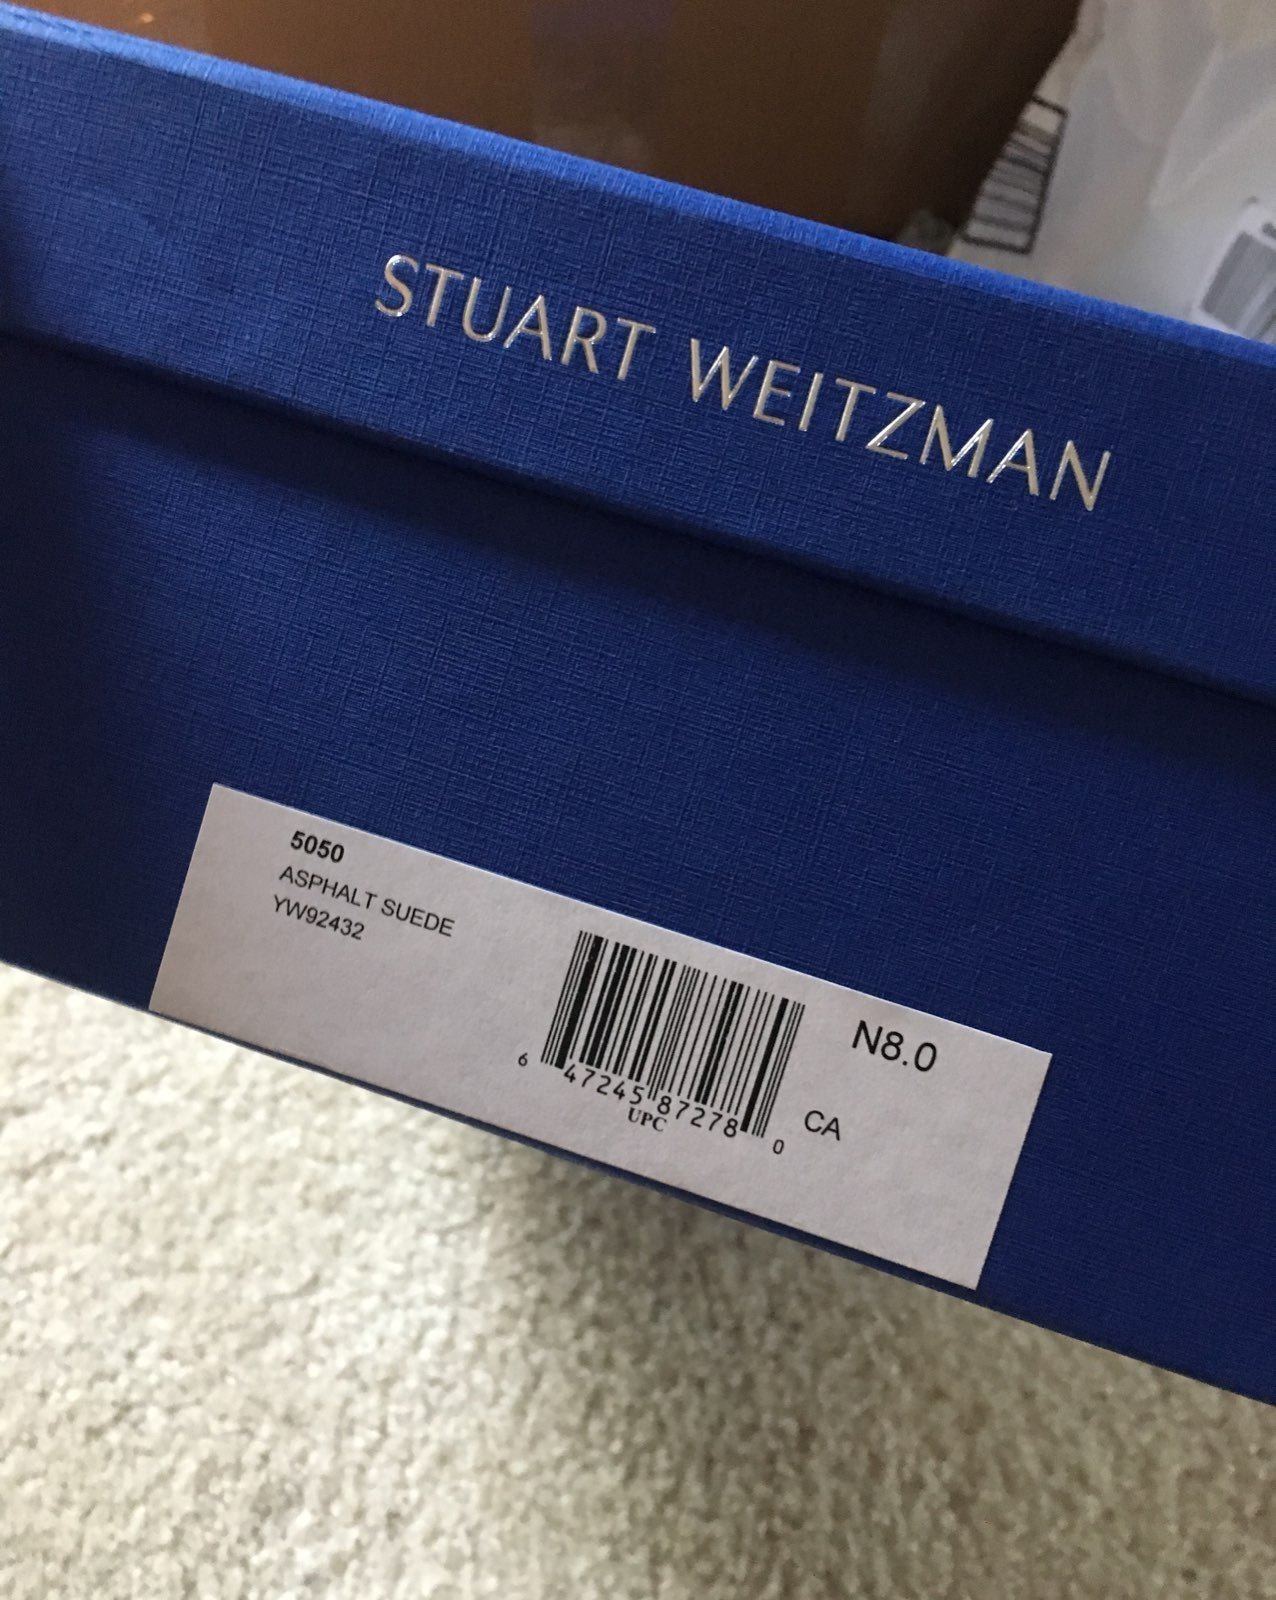 STUART WEITZMAN
5050
ASPHALT SUEDE
YW92432
N8.0
6 47245 87278 0
UPC
CA